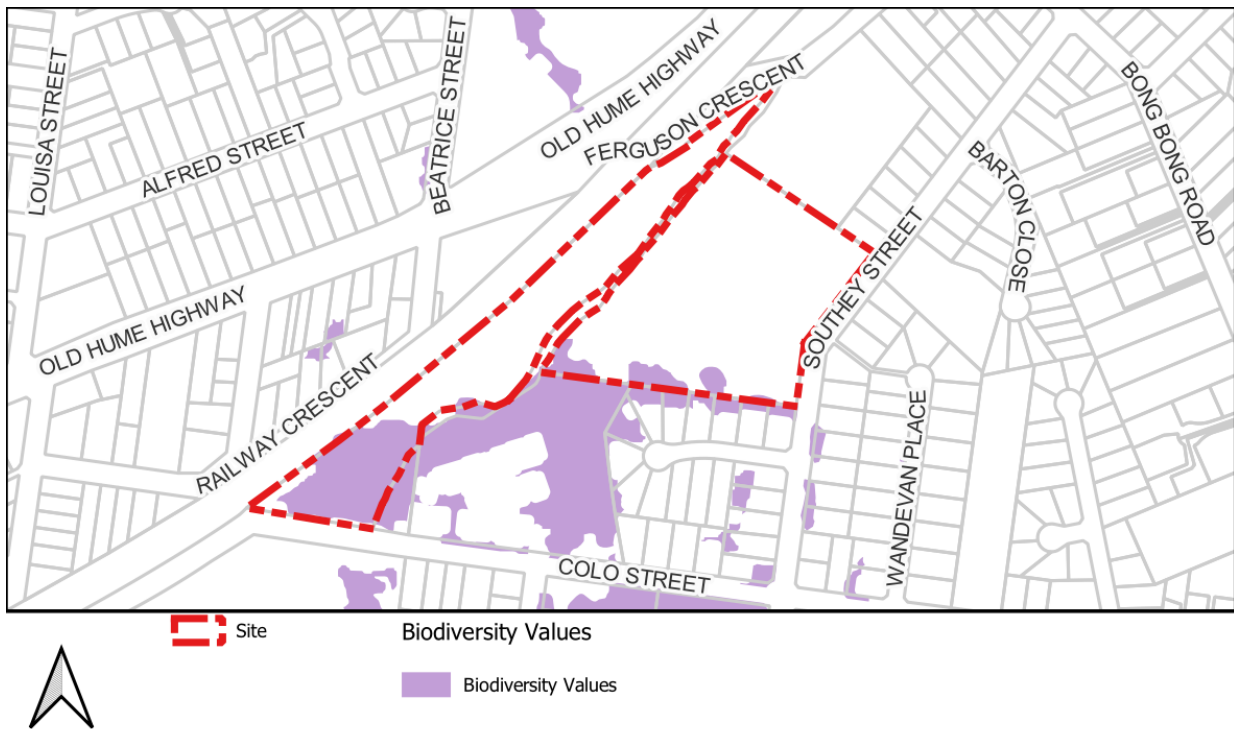 LOUISA STREET
ALFRED STREET
BEATRICE STREET
OLD HUME HIGHWAY
FERGUSON CRESCENT
BONG BONG ROAD
BARTON CLOSE
SOUTHEY STREET
OLD HUME HIGHWAY
RAILWAY CRESCENT
WANDEVAN PLACE
COLO STREET
Site
Biodiversity Values
Biodiversity Values